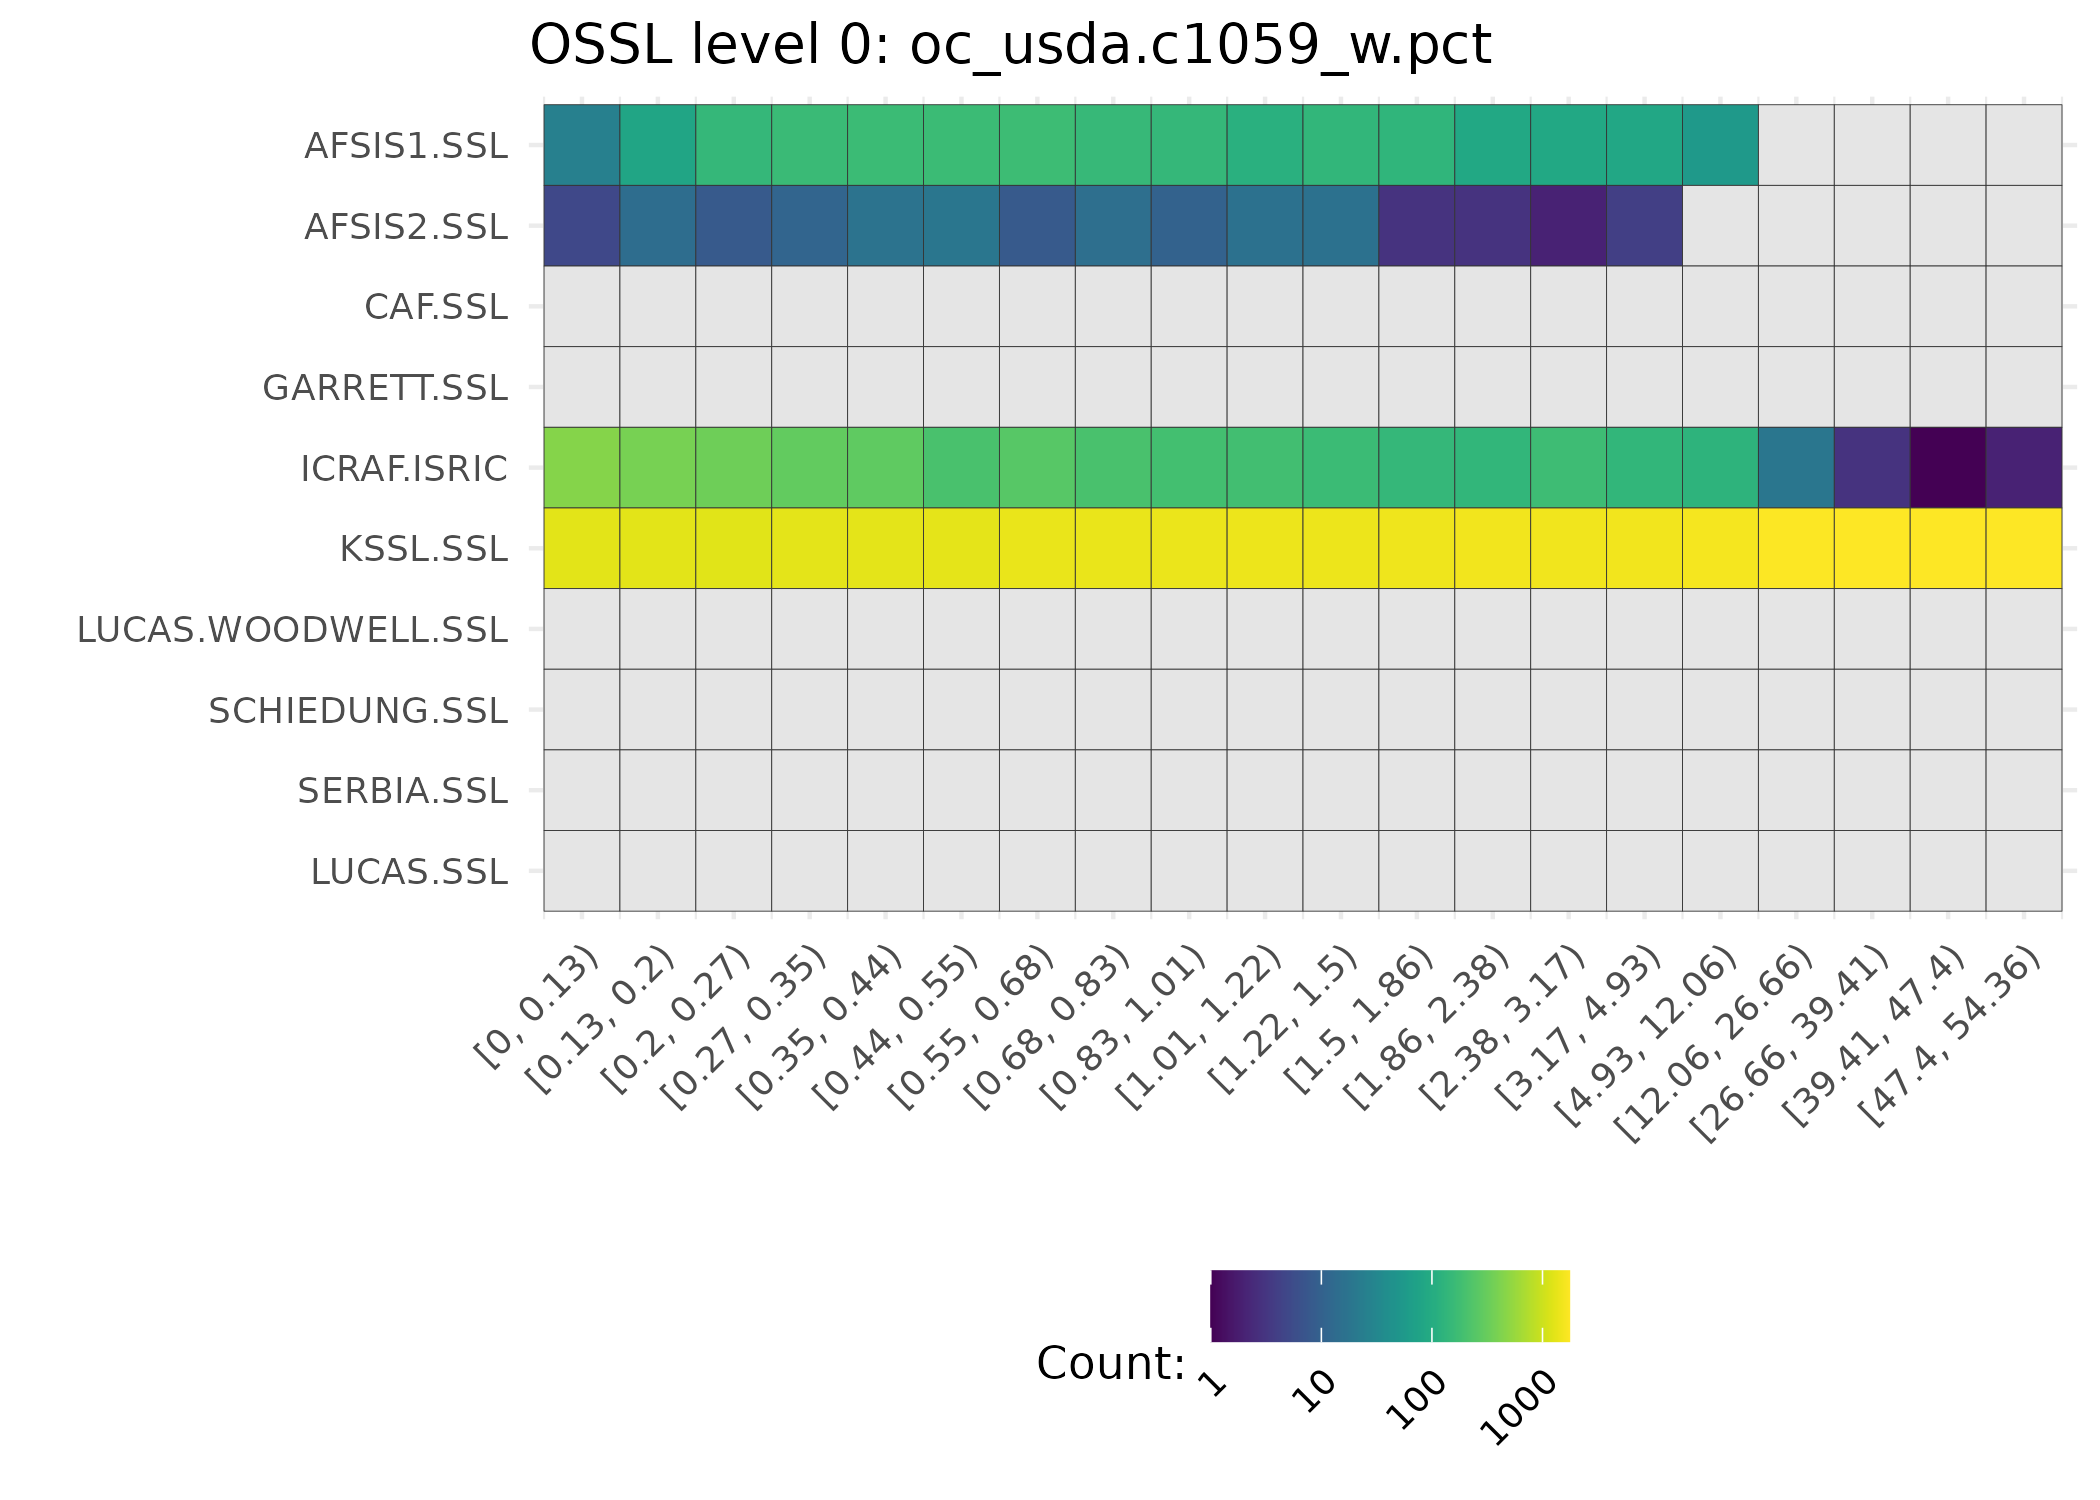 OSSL level 0: oc_usda.c1059_w.pct
AFSIS1.SSL
AFSIS2.SSL
CAF.SSL
GARRETT.SSL
ICRAF.ISRIC
KSSL.SSL
LUCAS.WOODWELL.SSL
SCHIEDUNG.SSL
SERBIA.SSL
LUCAS.SSL
[0, 0.13)
[0.13, 0.2)
[0.2, 0.27)
[0.27, 0.35)
[0.35, 0.44)
[0.44, 0.55)
[0.55, 0.68)
[0.68, 0.83)
[0.83, 1.01)
[1.01, 1.22)
[1.22, 1.5)
[1.5, 1.86)
[1.86, 2.38)
[2.38, 3.17)
[3.17, 4.93)
[4.93, 12.06)
[12.06, 26.66)
[26.66, 39.41)
[39.41, 47.4)
[47.4, 54.36)
Count:
1
10
100
1000